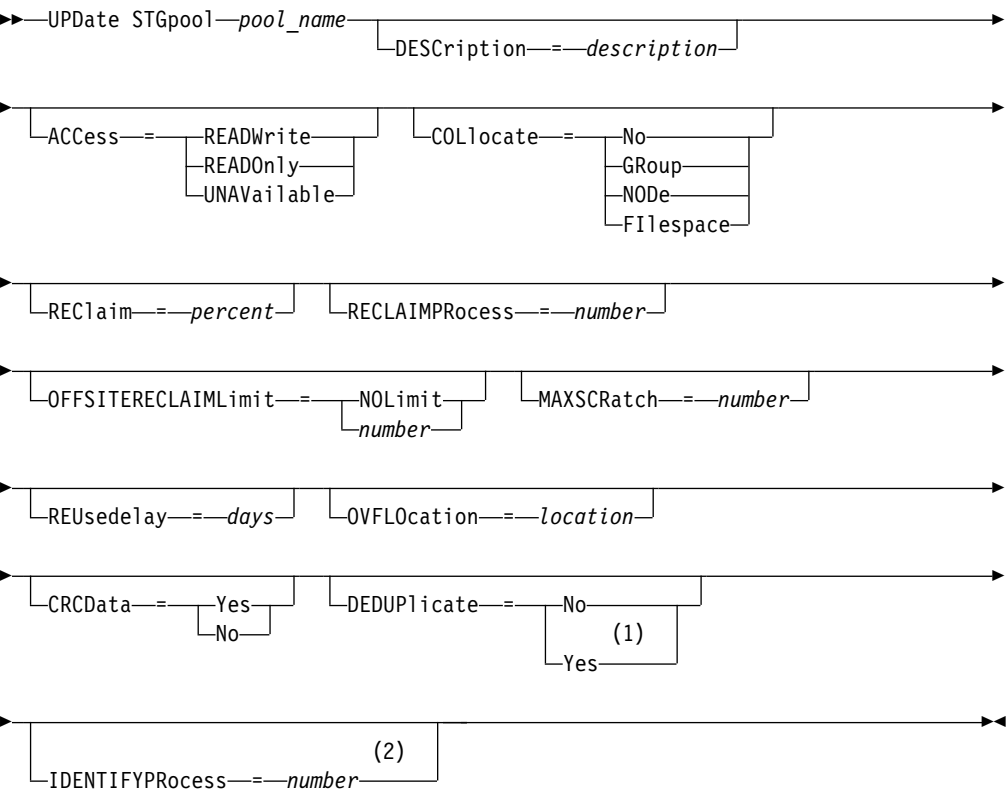 UPDate STGpool pool_name
DESCription = description
ACCess = READWrite
READOnly
UNAVailable
COLlocate = No
GRoup
NODe
FIlespace
REClaim = percent
RECLAIMPRocess = number
OFFSITERECLAIMLimit = NOLimit
number
MAXSCRatch = number
REUsedelay = days
OVFLOcation = location
CRCData = Yes
No
DEDUPlicate = No
(1)
Yes
(2)
IDENTIFYPRocess = number